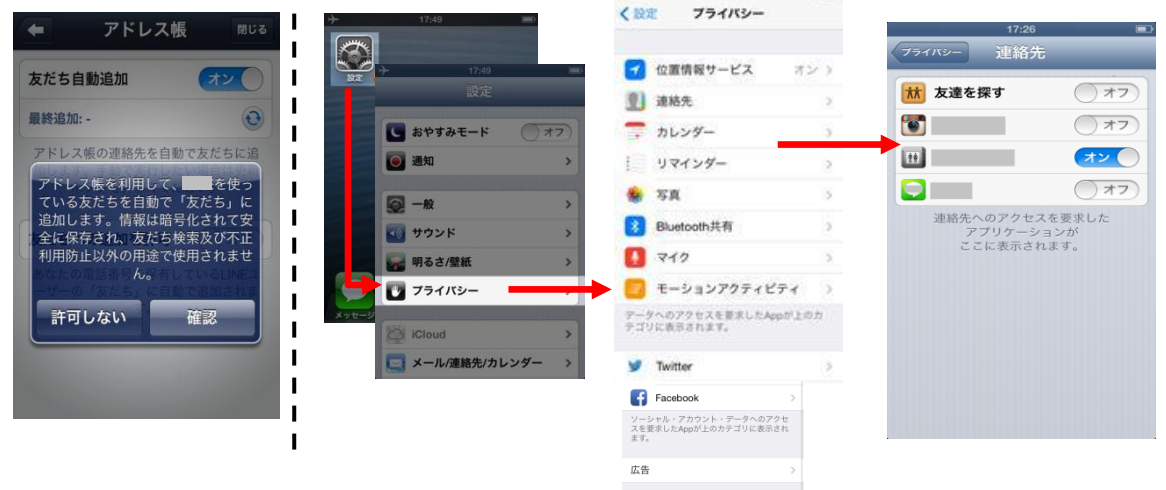 アドレス帳
閉じる
友だち自動追加
オン
最終追加: -
アドレス帳の連絡先を自動で友だちに追
アドレス帳を利用して、
を使っ
ている友だちを自動で「友だち」に
追加します。情報は暗号化されて安
全に保存され、友だち検索及び不正
利用防止以外の用途で使用されませ
ん。
許可しない
確認
17:49
設定
メッセージ
17:49
設定
おやすみモード
オフ
通知
一般
サウンド
明るさ/壁紙
プライバシー
iCloud
メール/連絡先/カレンダー
設定
プライバシー
位置情報サービス
オン
連絡先
カレンダー
リマインダー
写真
Bluetooth共有
マイク
モーションアクティビティ
データへのアクセスを要求したAppが上のカ
テゴリに表示されます。
Twitter
Facebook
ソーシャル・アカウント・データへのアクセ
スを要求したAppが上のカテゴリに表示され
ます。
広告
17:26
プライバシー
連絡先
友達を探す
オフ
オフ
オン
オフ
連絡先へのアクセスを要求した
アプリケーションが
ここに表示されます。